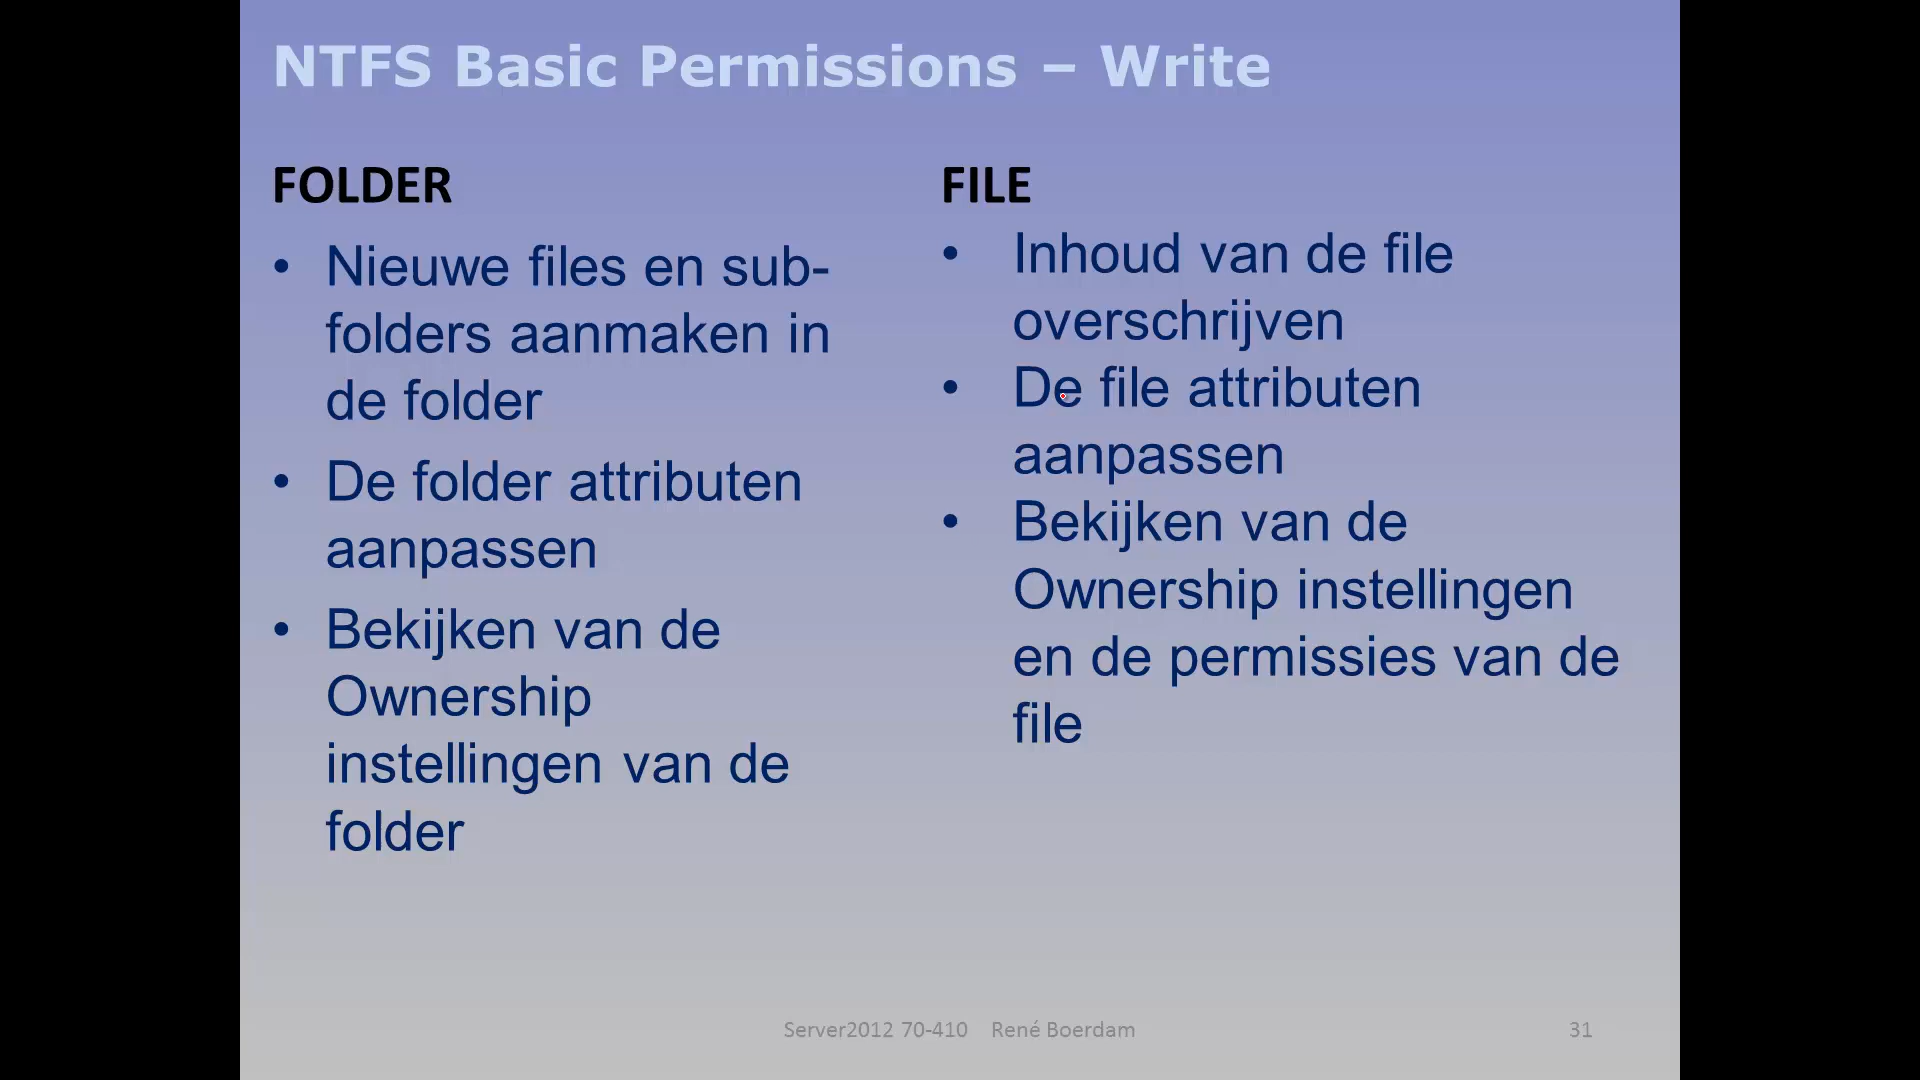 NTFS Basic Permissions – Write
FOLDER
• Nieuwe files en sub-
folders aanmaken in
de folder
• De folder attributen
aanpassen
• Bekijken van de
Ownership
instellingen van de
folder
FILE
• Inhoud van de file
overschrijven
• De file attributen
aanpassen
• Bekijken van de
Ownership instellingen
en de permissies van de
file
Server2012 70-410 René Boerdam
31